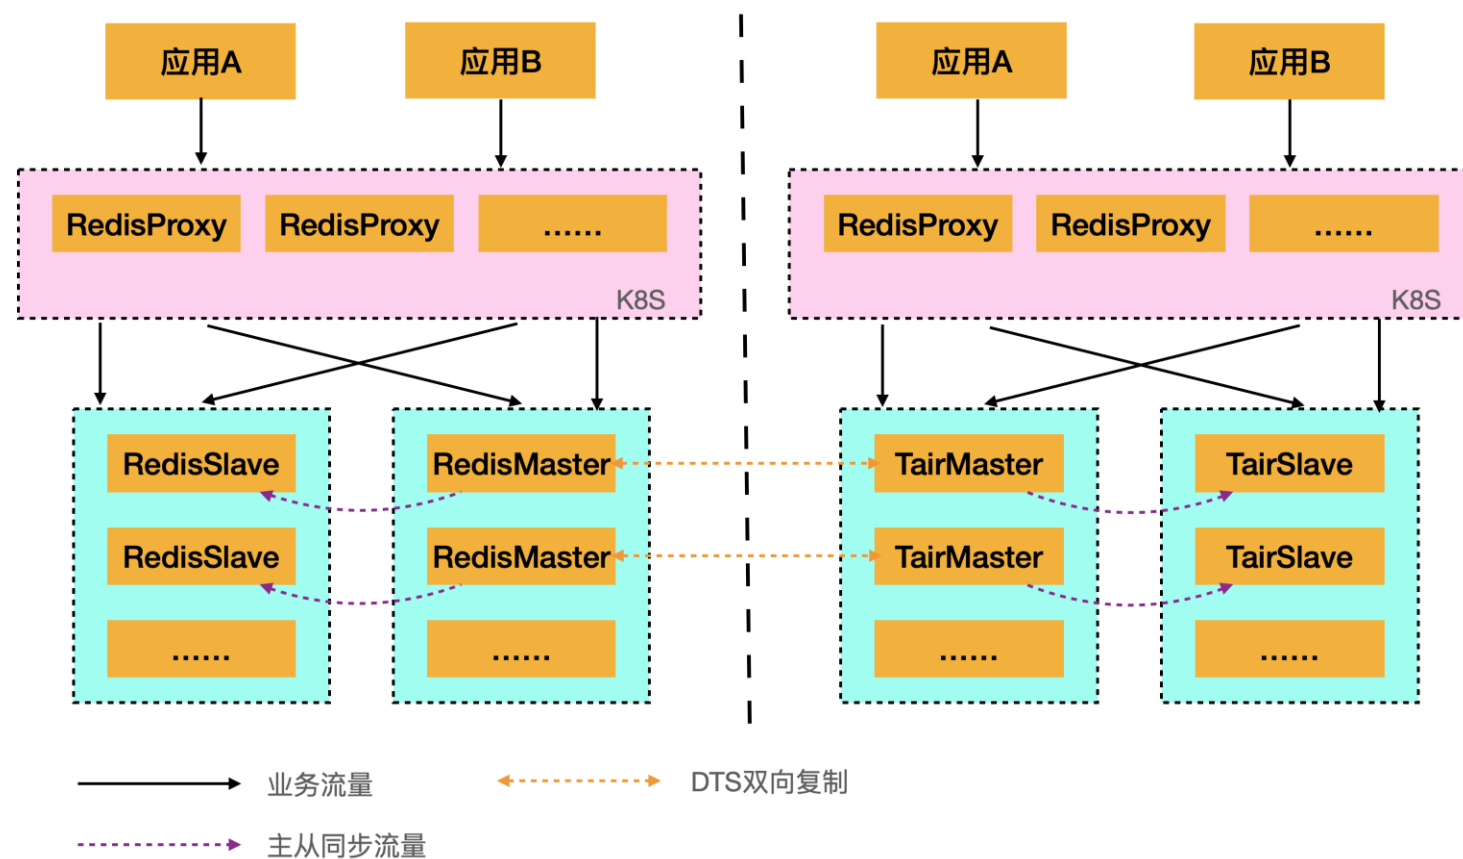 应用A
应用B
应用A
应用B
RedisProxy
RedisProxy
......
RedisProxy
RedisProxy
......
K8S
K8S
RedisSlave
RedisMaster
TairMaster
TairSlave
RedisSlave
RedisMaster
TairMaster
TairSlave
......
......
......
......
业务流量
DTS双向复制
主从同步流量